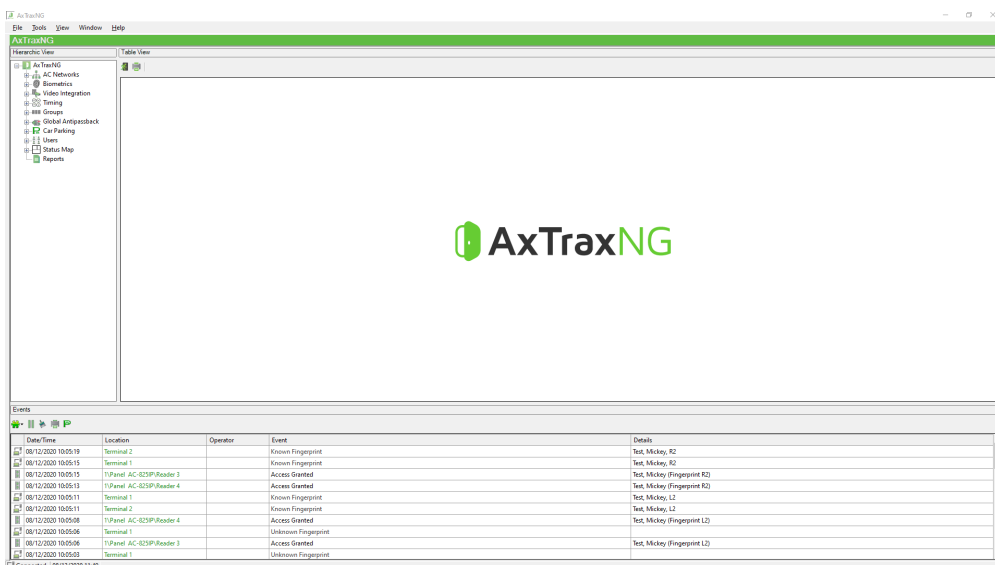 AxTraxNG
File Tools View Window Help
AxTraxNG
Hierarchic View
Table View
AxTraxNG
AC Networks
Biometrics
Video Integration
Timing
Groups
Global Antipassback
Car Parking
Users
Status Map
Reports
AxTraxNG
Events
Date/Time Location Operator Event Details
08/12/2020 10:05:19 Terminal 2 Known Fingerprint Test, Mickey, R2
08/12/2020 10:05:15 Terminal 1 Known Fingerprint Test, Mickey, R2
08/12/2020 10:05:15 1\Panel AC-825IP\Reader 3 Access Granted Test, Mickey (Fingerprint R2)
08/12/2020 10:05:13 1\Panel AC-825IP\Reader 4 Access Granted Test, Mickey (Fingerprint R2)
08/12/2020 10:05:11 Terminal 1 Known Fingerprint Test, Mickey, L2
08/12/2020 10:05:11 Terminal 2 Known Fingerprint Test, Mickey, L2
08/12/2020 10:05:08 1\Panel AC-825IP\Reader 4 Access Granted Test, Mickey (Fingerprint L2)
08/12/2020 10:05:06 Terminal 1 Unknown Fingerprint
08/12/2020 10:05:06 1\Panel AC-825IP\Reader 3 Access Granted Test, Mickey (Fingerprint L2)
08/12/2020 10:05:03 Terminal 1 Unknown Fingerprint